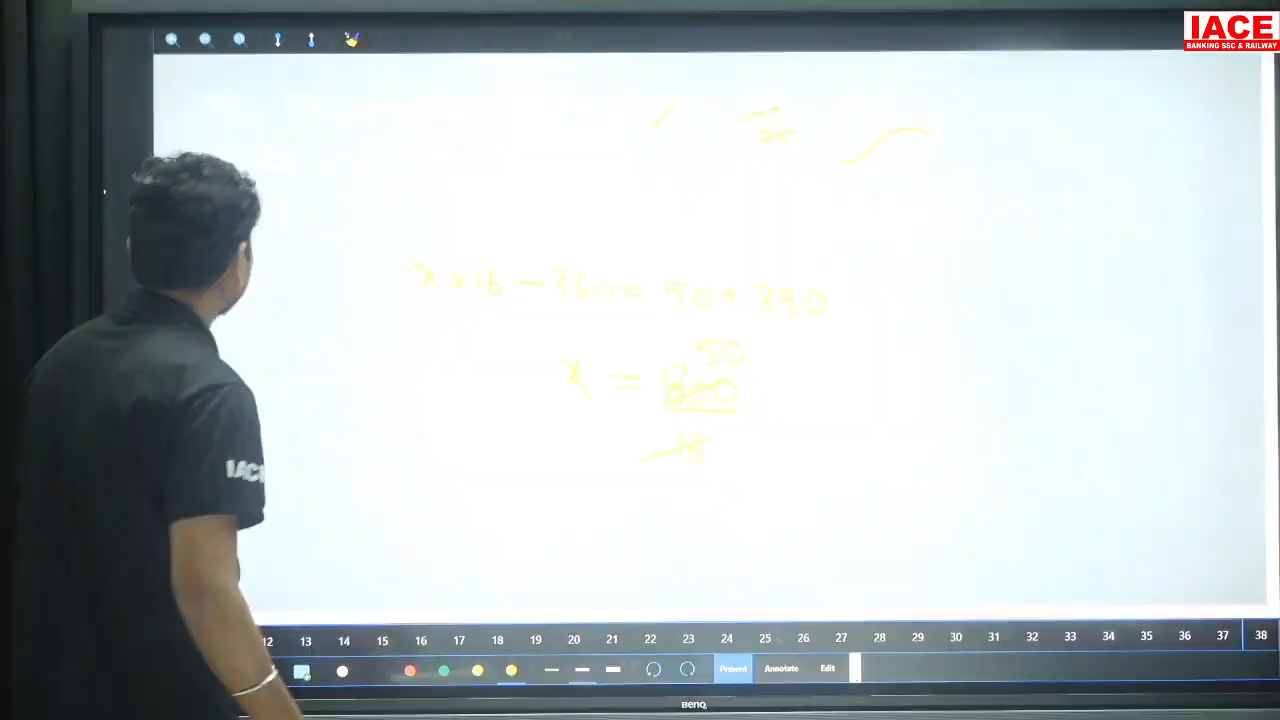 IACE
BANKING SSC & RAILWAY
x × 16 - 360 = 50 + 390
50
x = 800
16
IACE
12 13 14 15 16 17 18 19 20 21 22 23 24 25 26 27 28 29 30 31 32 33 34 35 36 37 38
Present Annotate Edit
BenQ